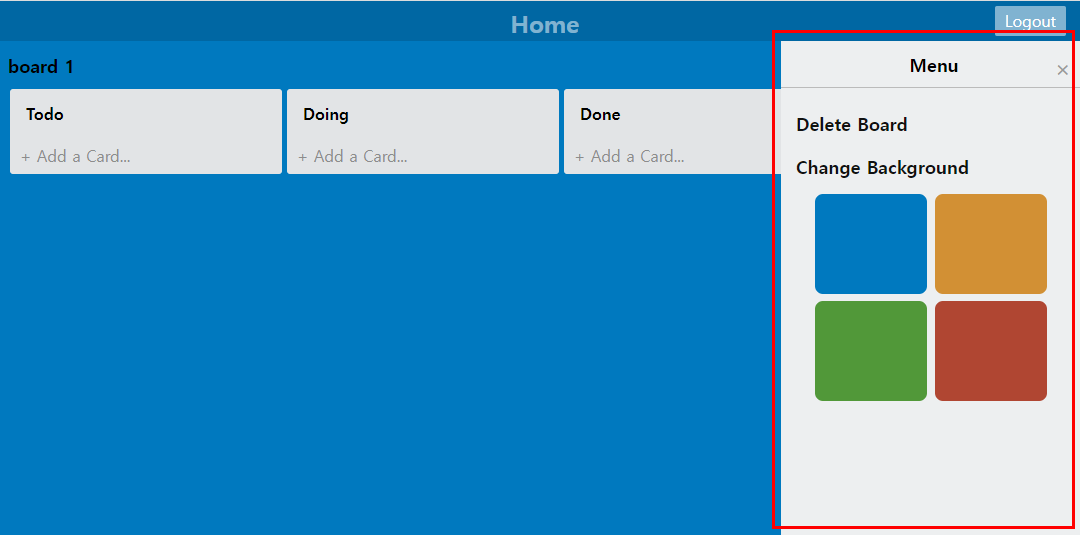 Home
Logout
board 1
Menu
×
Todo
Doing
Done
+ Add a Card...
+ Add a Card...
+ Add a Card...
Delete Board
Change Background